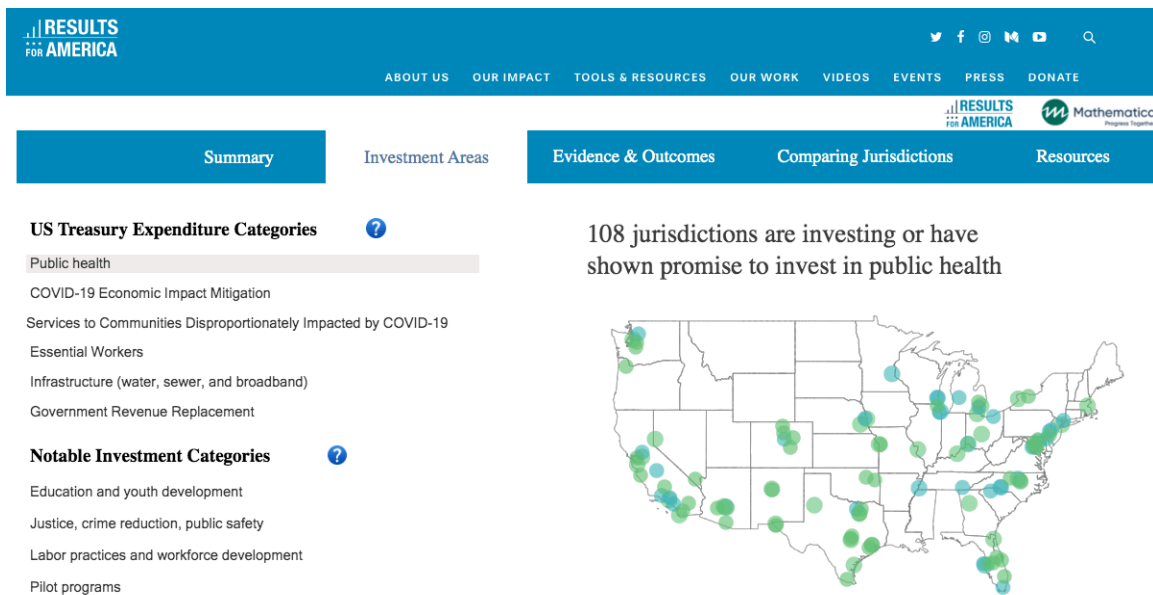 RESULTS
FOR AMERICA
ABOUT US OUR IMPACT TOOLS & RESOURCES OUR WORK VIDEOS EVENTS PRESS DONATE
RESULTS
FOR AMERICA
Mathematica
Progress Together
Summary Investment Areas Evidence & Outcomes Comparing Jurisdictions Resources
US Treasury Expenditure Categories ?
Public health
COVID-19 Economic Impact Mitigation
Services to Communities Disproportionately Impacted by COVID-19
Essential Workers
Infrastructure (water, sewer, and broadband)
Government Revenue Replacement
Notable Investment Categories ?
Education and youth development
Justice, crime reduction, public safety
Labor practices and workforce development
Pilot programs
108 jurisdictions are investing or have
shown promise to invest in public health